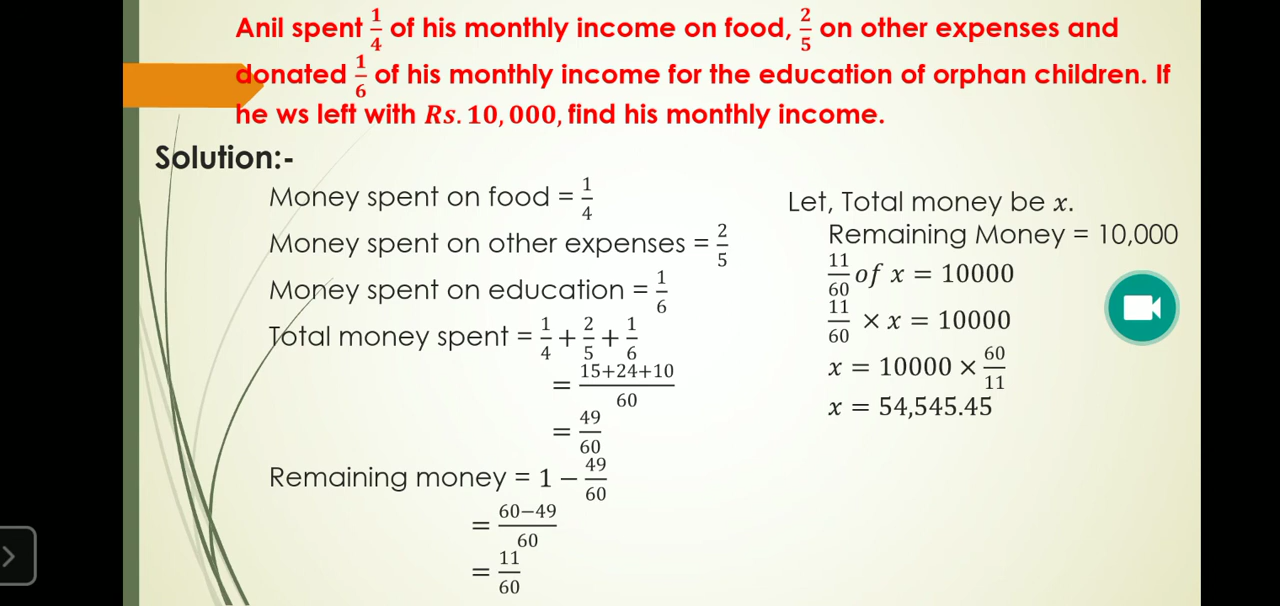 Anil spent 1/4 of his monthly income on food, 2/5 on other expenses and
donated 1/6 of his monthly income for the education of orphan children. If
he ws left with Rs. 10,000, find his monthly income.
Solution:-
Money spent on food = 1/4
Money spent on other expenses = 2/5
Money spent on education = 1/6
Total money spent = 1/4 + 2/5 + 1/6
= 15+24+10/60
= 49/60
Remaining money = 1 − 49/60
= 60−49/60
= 11/60
Let, Total money be x.
Remaining Money = 10,000
11/60 of x = 10000
11/60 × x = 10000
x = 10000 × 60/11
x = 54,545.45